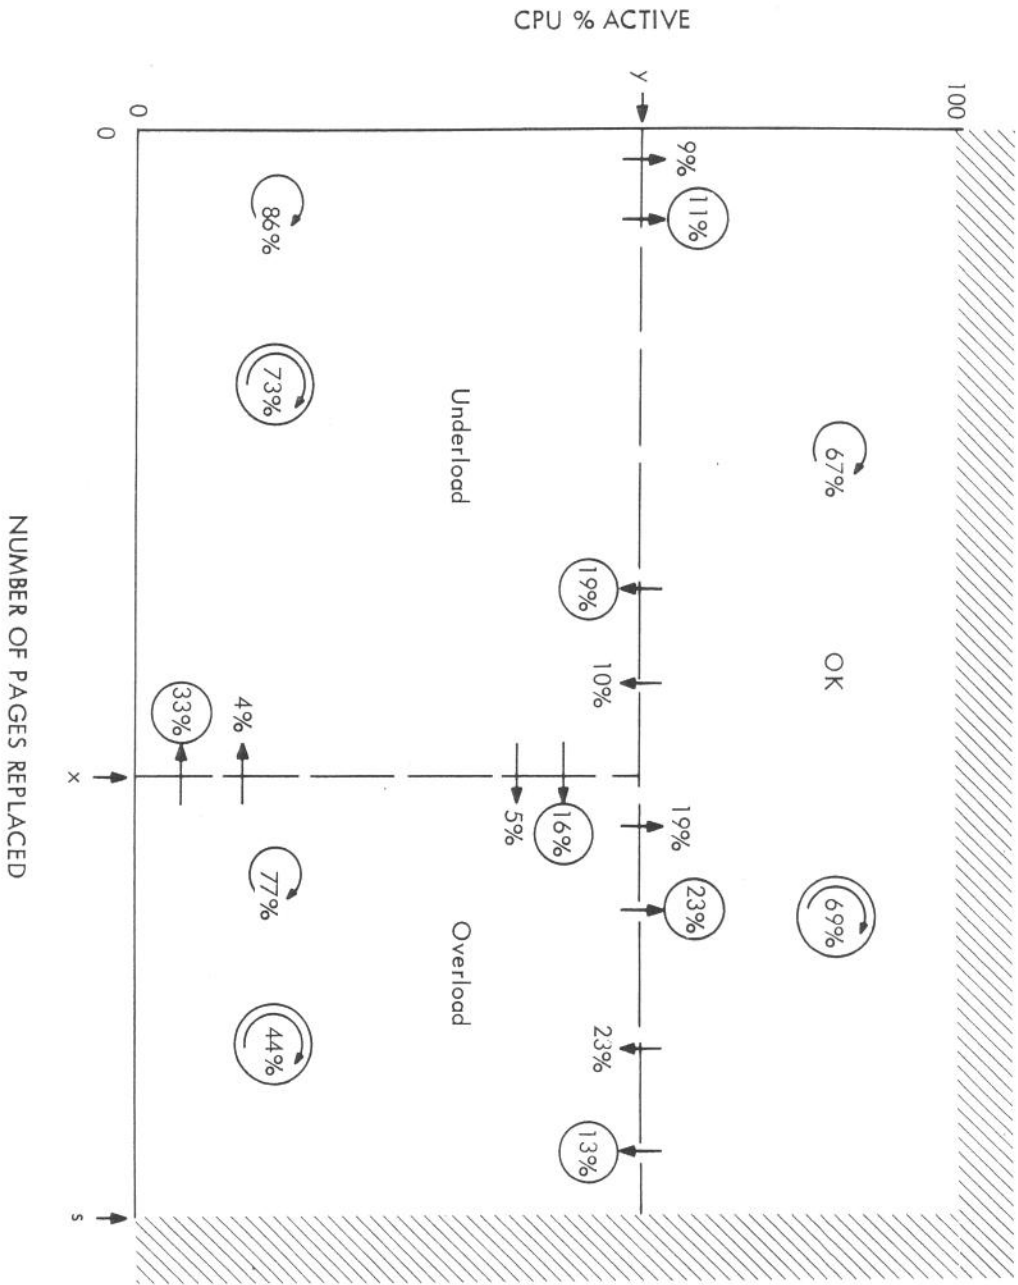 CPU % ACTIVE
100
y
0
0
67%
OK
69%
9%
11%
19%
10%
19%
23%
23%
13%
Underload
Overload
5%
16%
86%
73%
4%
33%
77%
44%
x
s
NUMBER OF PAGES REPLACED